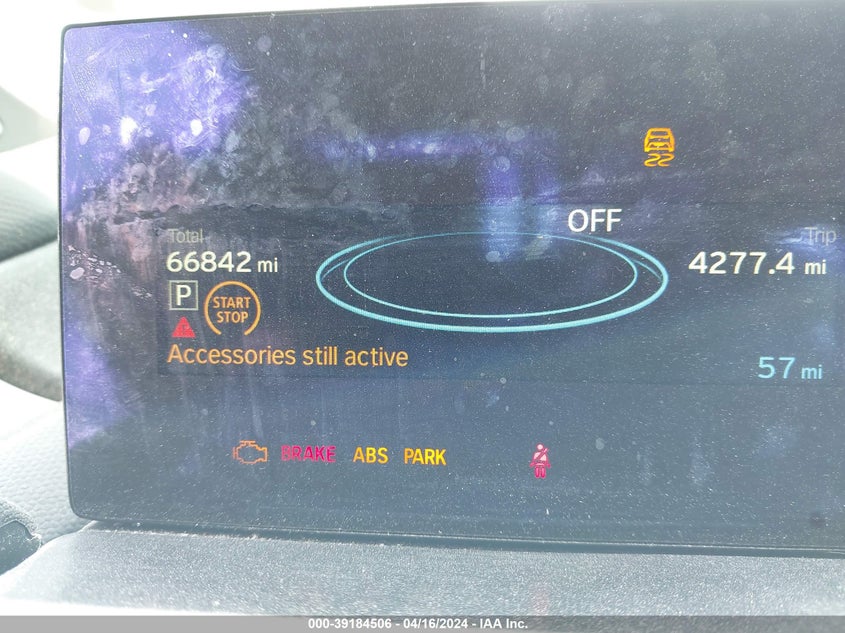 OFF
Total
Trip
66842 mi
4277.4 mi
P
START
STOP
Accessories still active
57 mi
BRAKE ABS PARK
000-39184506 - 04/16/2024 - IAA Inc.